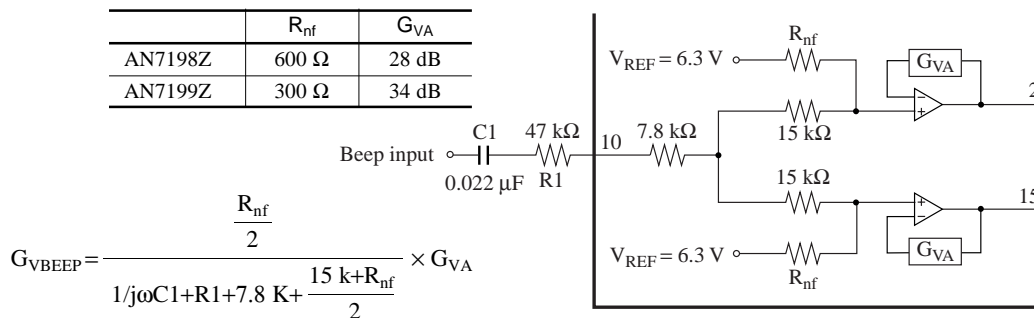 R_nf G_VA
AN7198Z 600 Ω 28 dB
AN7199Z 300 Ω 34 dB
R_nf
V_REF = 6.3 V
G_VA
−
+
2
15 kΩ
C1 47 kΩ 10 7.8 kΩ
Beep input
0.022 μF R1
15 kΩ
15
+
−
G_VA
V_REF = 6.3 V
R_nf
G_VBEEP = (R_nf / 2) / (1/jωC1+R1+7.8 K+ (15 k+R_nf) / 2) × G_VA